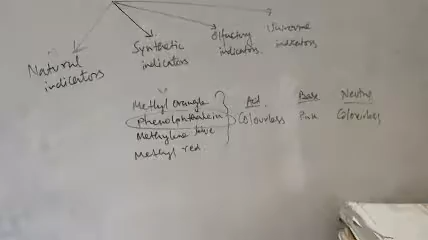 Natural indicators
Synthetic indicators
Olfactory indicators.
Universal indicators
Methyl orange
Phenolphthalein
Methylene blue
Methyl red
Acid Base Neutral
Colourless Pink Colourless